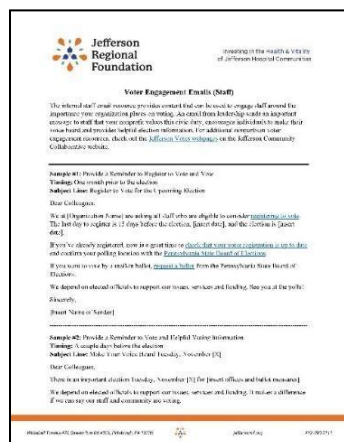 Jefferson
Regional
Foundation
Investing in the Health & Vitality
of Jefferson Hospital Communities
Voter Engagement Emails (Staff)
The internal staff email resource provides content that can be used to engage staff around the
importance your organization places on voting. An email from leadership sends an important
message to staff that your nonprofit values this civic duty, encourages individuals to make their
voice heard and provides helpful election information. For additional nonpartisan voter
engagement resources, check out the Jefferson Votes webpages on the Jefferson Community
Collaborative website.
Sample #1: Provide a Reminder to Register to Vote and Vote
Timing: One month prior to the election
Subject Line: Register to Vote for the Upcoming Election
Dear Colleagues,
We at [Organization Name] are asking all staff who are eligible to consider registering to vote.
The last day to register is 15 days before the election, [insert date], and the election is [insert
date].
If you've already registered, now is a great time to check that your voter registration is up to date
and confirm your polling location with the Pennsylvania State Board of Elections.
If you want to vote by a mail-in ballot, request a ballot from the Pennsylvania State Board of
Elections.
We depend on elected officials to support our issues, services and funding. See you at the polls!
Sincerely,
[Insert Name of Sender]
Sample #2: Provide a Reminder to Vote and Helpful Voting Information
Timing: A couple days before the election
Subject Line: Make Your Voice Heard Tuesday, November [X]
Dear Colleagues,
There is an important election Tuesday, November [X] for [insert offices and ballot measures]
We depend on elected officials to support our issues, services and funding. It makes a difference
if we can say our staff and community are voting.
jeffersonrf.org